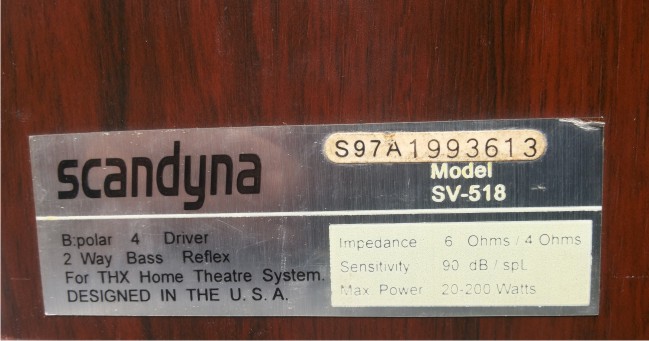 scandyna
S97A1993613
Model
SV-518
B:polar 4 Driver
2 Way Bass Reflex
For THX Home Theatre System.
DESIGNED IN THE U. S. A.
Impedance 6 Ohms / 4 Ohms
Sensitivity 90 dB / spL
Max Power 20-200 Watts